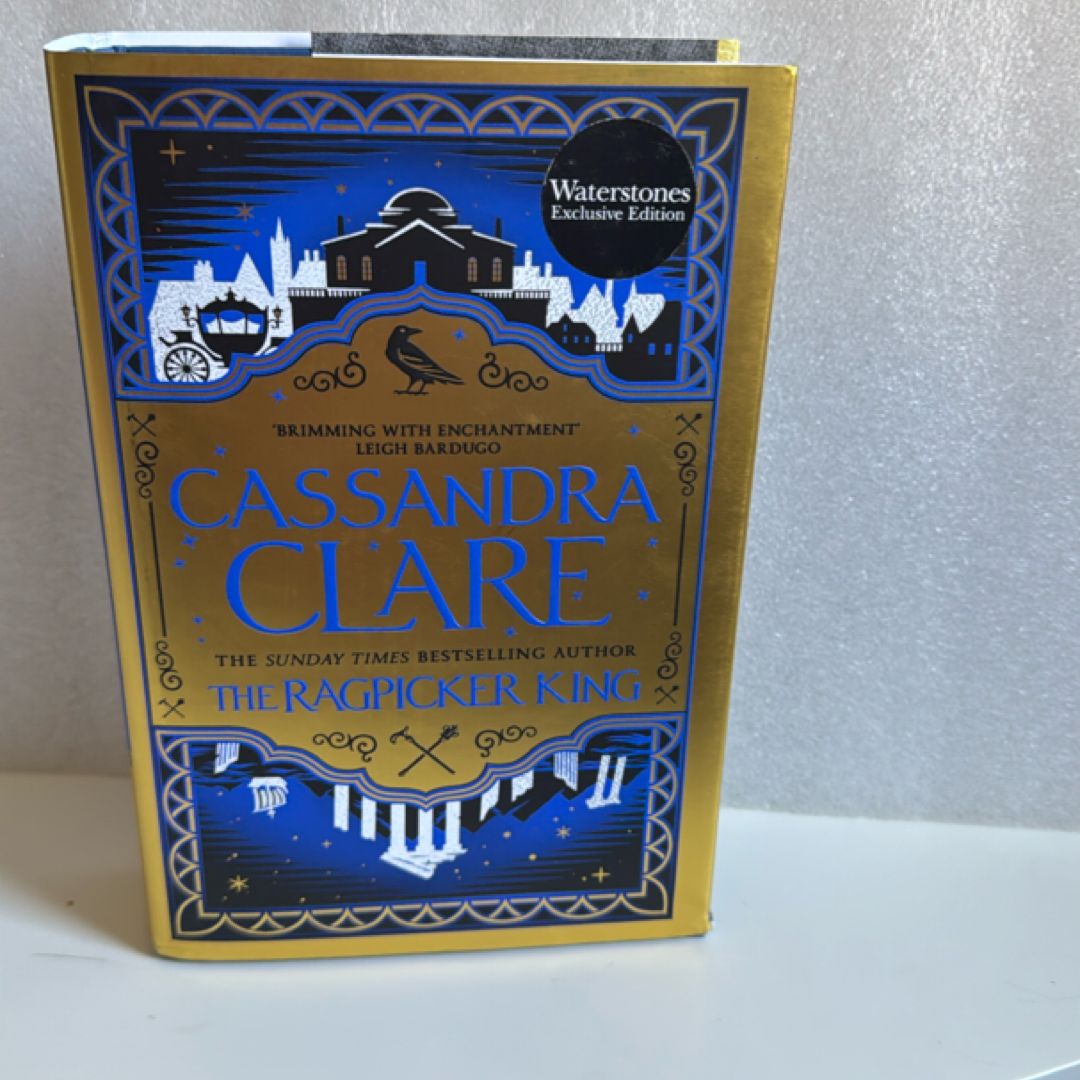 Waterstones
Exclusive Edition
'BRIMMING WITH ENCHANTMENT'
LEIGH BARDUGO
CASSANDRA
CLARE
THE SUNDAY TIMES BESTSELLING AUTHOR
THE RAGPICKER KING